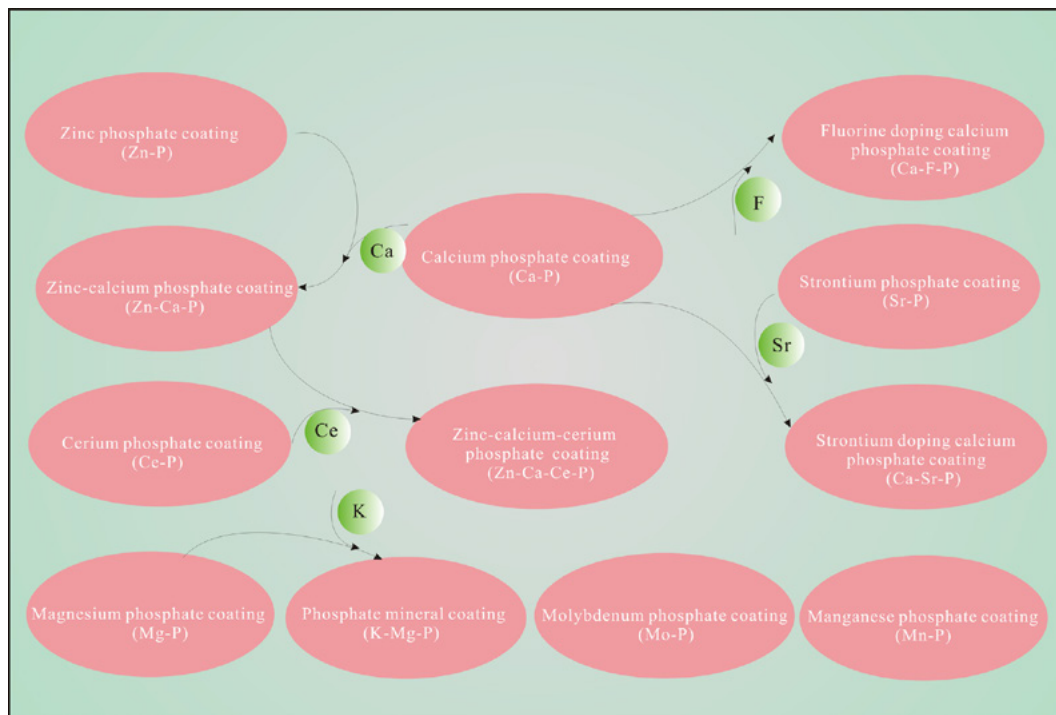 Zinc phosphate coating
(Zn-P)
Fluorine doping calcium
phosphate coating
(Ca-F-P)
F
Ca
Calcium phosphate coating
(Ca-P)
Zinc-calcium phosphate coating
(Zn-Ca-P)
Strontium phosphate coating
(Sr-P)
Sr
Cerium phosphate coating
(Ce-P)
Ce
Zinc-calcium-cerium
phosphate coating
(Zn-Ca-Ce-P)
Strontium doping calcium
phosphate coating
(Ca-Sr-P)
K
Magnesium phosphate coating
(Mg-P)
Phosphate mineral coating
(K-Mg-P)
Molybdenum phosphate coating
(Mo-P)
Manganese phosphate coating
(Mn-P)